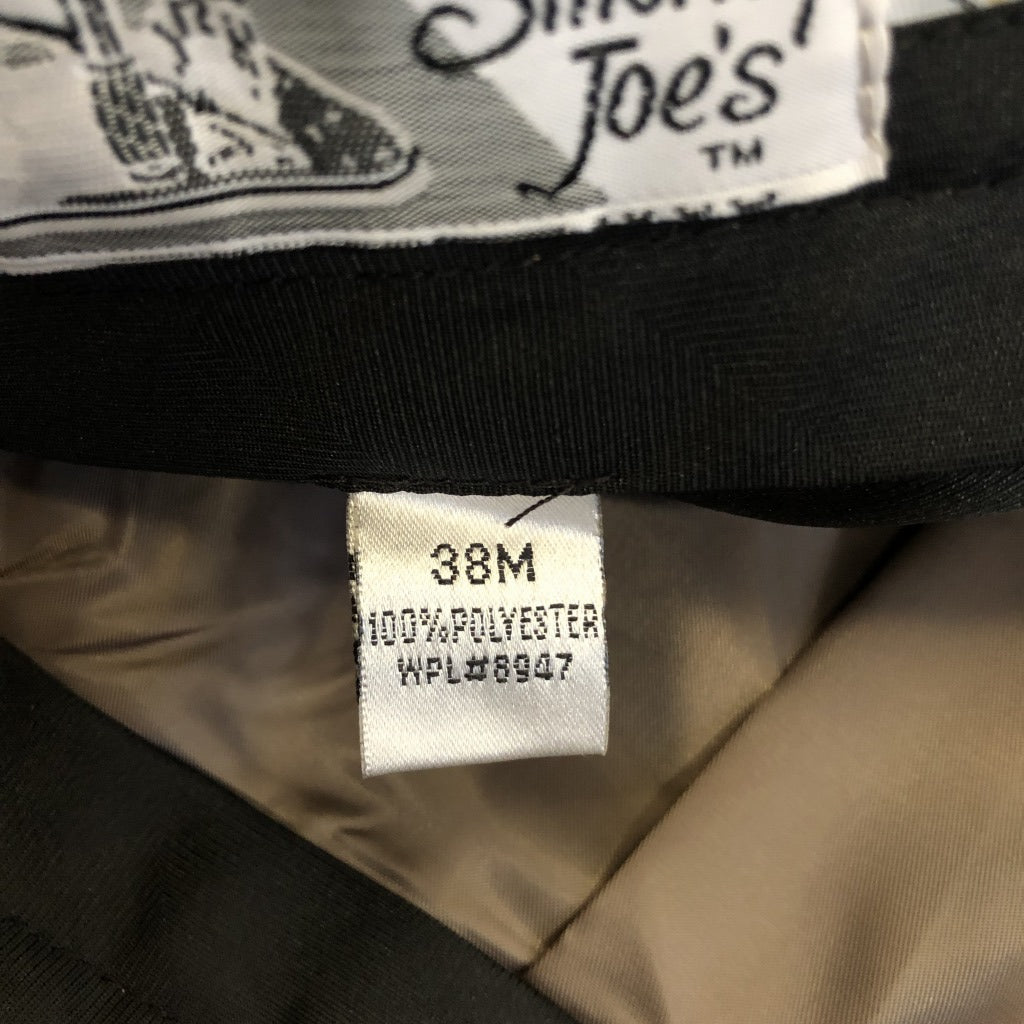 Joe's
TM
38M
100% POLYESTER
WPL#8947